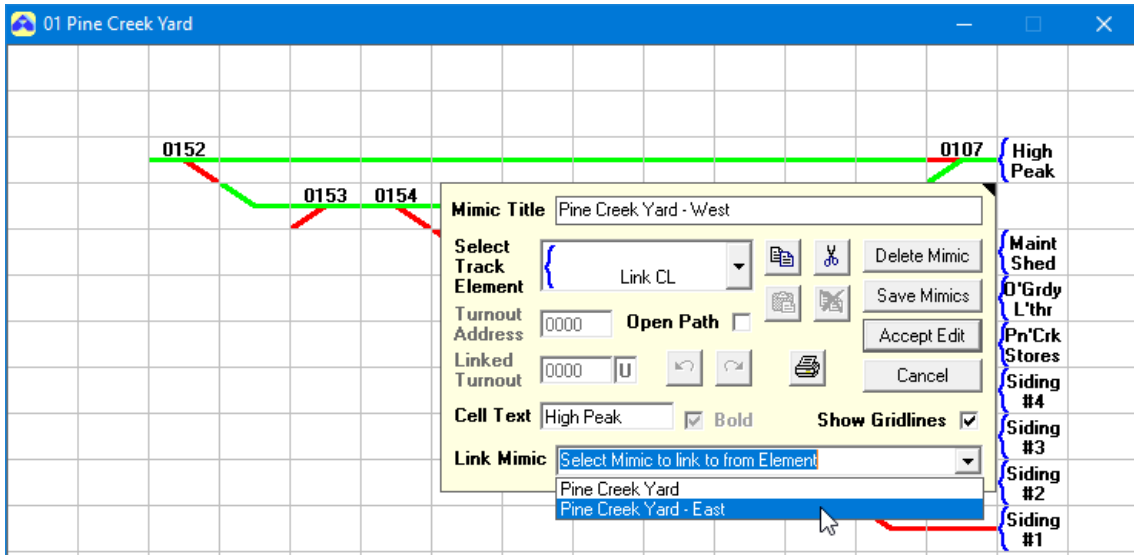 01 Pine Creek Yard
0152
0107
High
Peak
0153
0154
Mimic Title
Pine Creek Yard - West
Select
Track
Element
Link CL
Delete Mimic
Save Mimics
Turnout
Address
0000
Open Path
Accept Edit
Linked
Turnout
0000
U
Cancel
Cell Text
High Peak
Bold
Show Gridlines
Link Mimic
Select Mimic to link to from Element
Pine Creek Yard
Pine Creek Yard - East
Maint
Shed
O'Grdy
L'thr
Pn'Crk
Stores
Siding
#4
Siding
#3
Siding
#2
Siding
#1